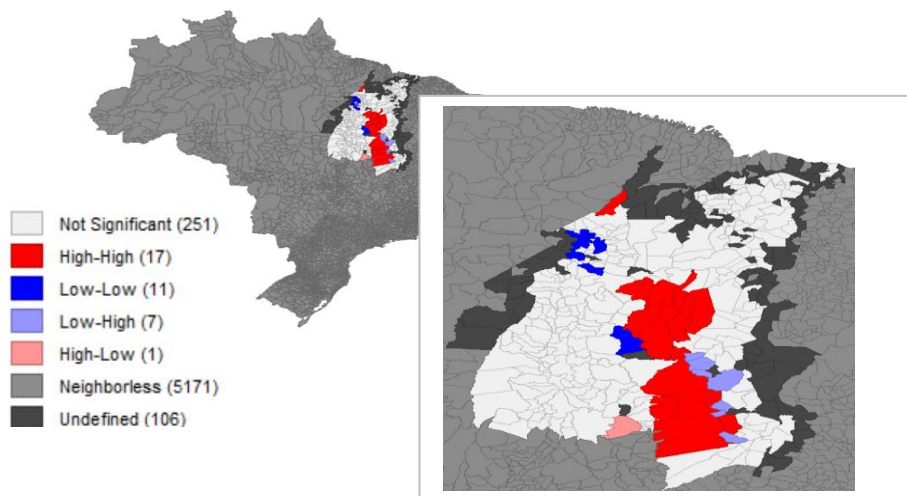 Not Significant (251)
High-High (17)
Low-Low (11)
Low-High (7)
High-Low (1)
Neighborless (5171)
Undefined (106)